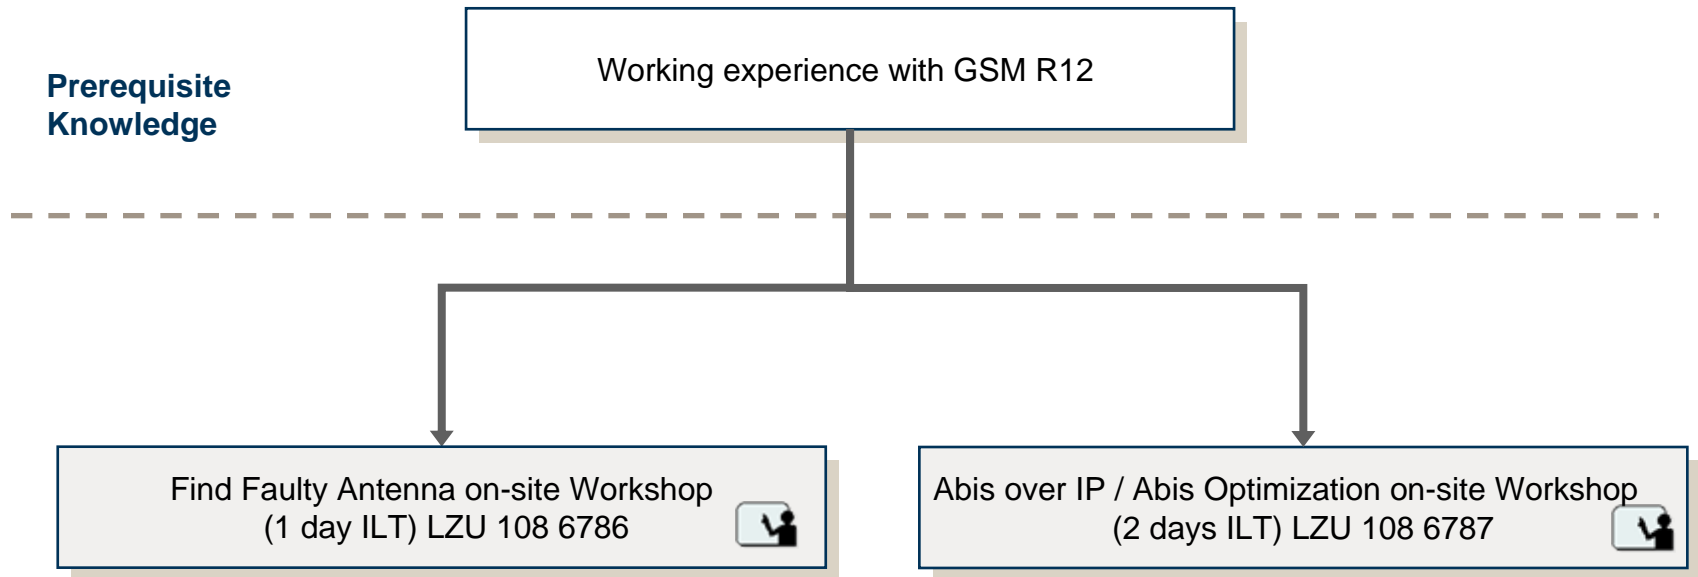 Working experience with GSM R12
Prerequisite
Knowledge
Find Faulty Antenna on-site Workshop
(1 day ILT) LZU 108 6786
Abis over IP / Abis Optimization on-site Workshop
(2 days ILT) LZU 108 6787